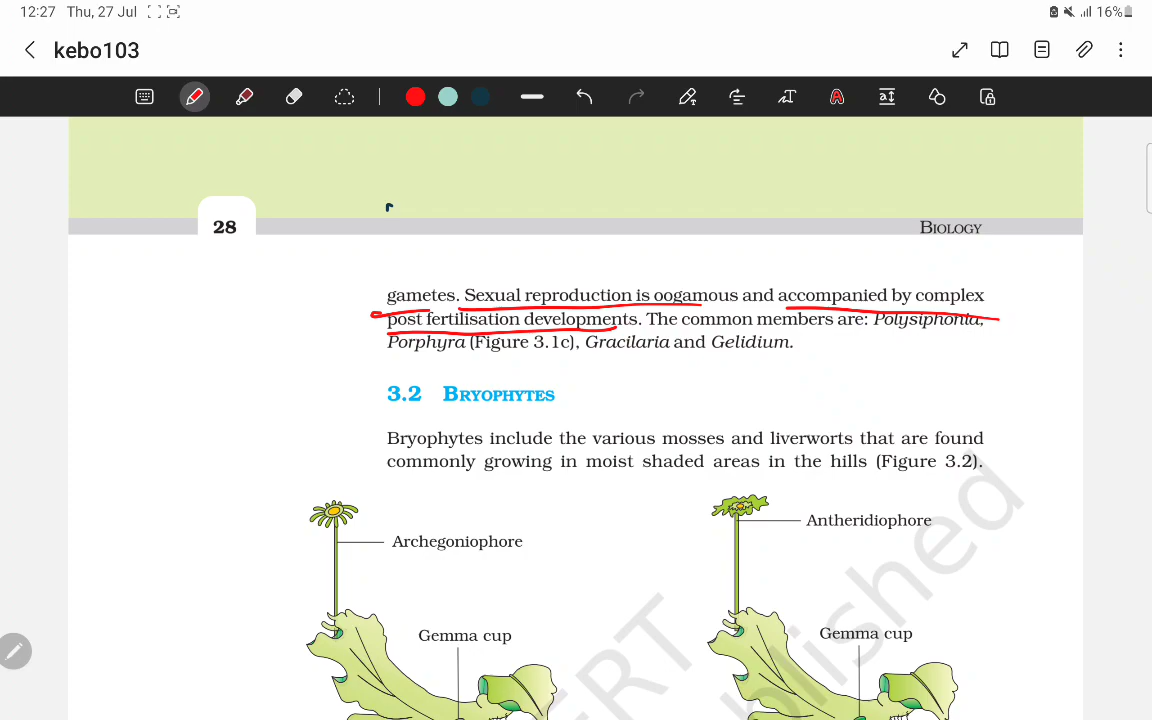 12:27 Thu, 27 Jul 16%
kebo103
28
BIOLOGY
gametes. Sexual reproduction is oogamous and accompanied by complex
post fertilisation developments. The common members are: Polysiphonia,
Porphyra (Figure 3.1c), Gracilaria and Gelidium.
3.2 BRYOPHYTES
Bryophytes include the various mosses and liverworts that are found
commonly growing in moist shaded areas in the hills (Figure 3.2).
Antheridiophore
Archegoniophore
Gemma cup
Gemma cup
ERT
blished